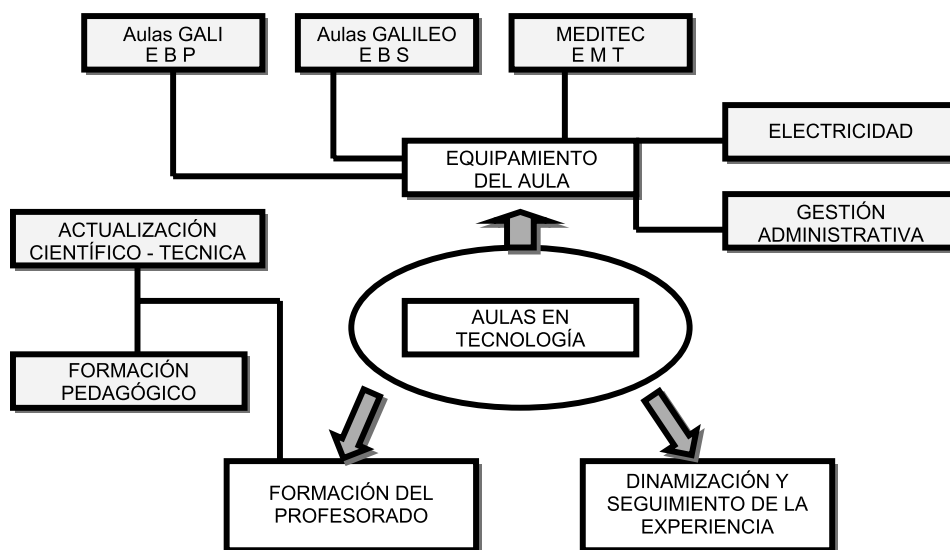 Aulas GALI
E B P
Aulas GALILEO
E B S
MEDITEC
E M T
ELECTRICIDAD
EQUIPAMIENTO
DEL AULA
GESTIÓN
ADMINISTRATIVA
ACTUALIZACIÓN
CIENTÍFICO - TECNICA
AULAS EN
TECNOLOGÍA
FORMACIÓN
PEDAGÓGICO
FORMACIÓN DEL
PROFESORADO
DINAMIZACIÓN Y
SEGUIMIENTO DE LA
EXPERIENCIA